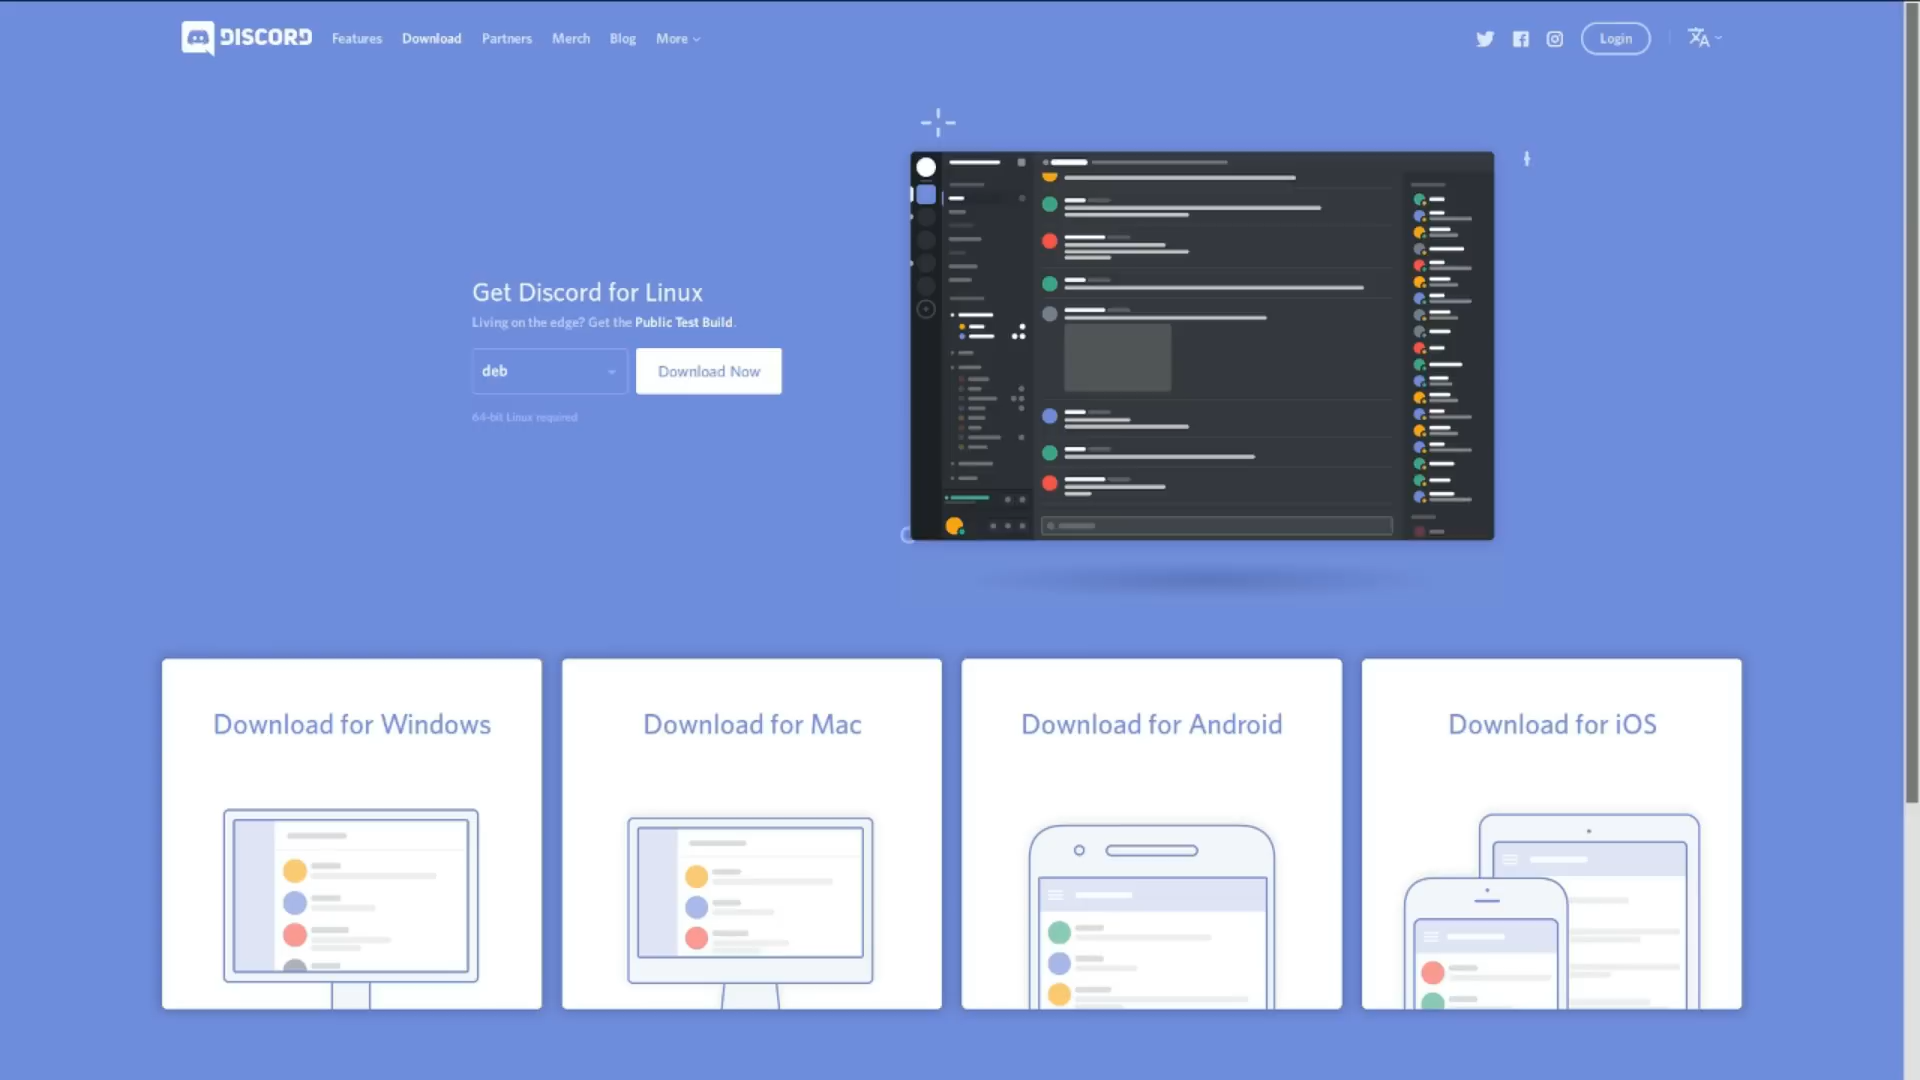 DISCORD Features Download Partners Merch Blog More Login
Get Discord for Linux
Living on the edge? Get the Public Test Build.
deb Download Now
64-bit Linux required
Download for Windows Download for Mac Download for Android Download for iOS